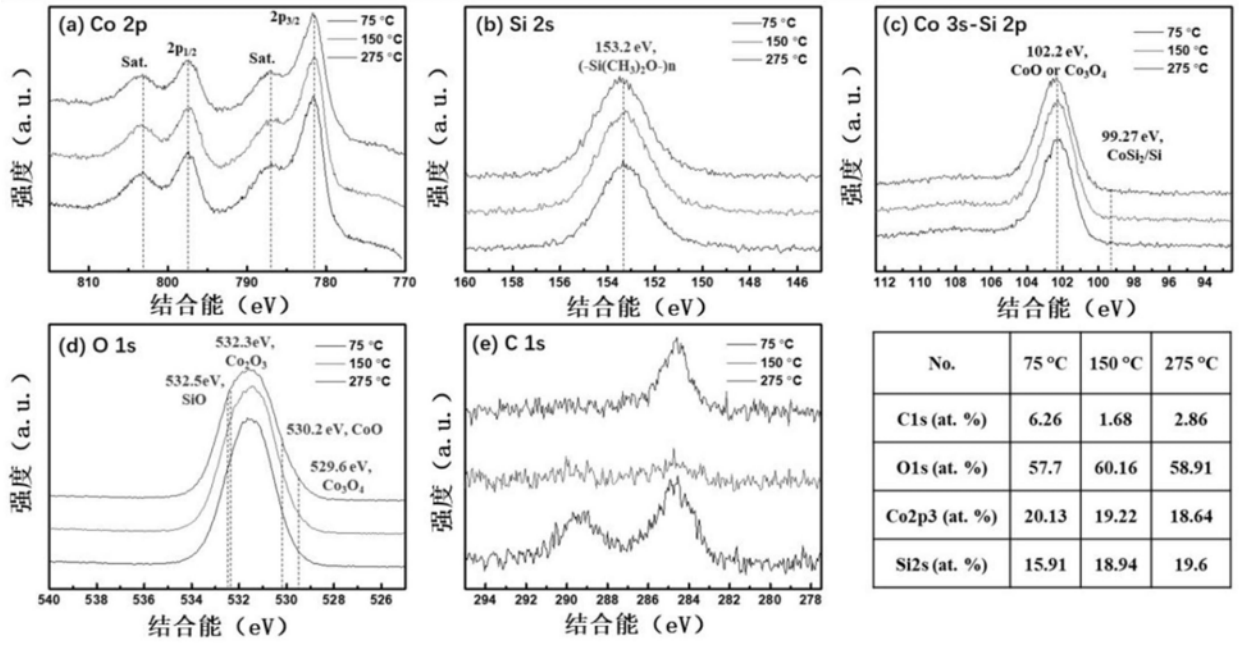 (a) Co 2p
2p3/2
75 °C
150 °C
275 °C
Sat.
2p1/2
Sat.
强度（a. u.）
810 800 790 780 770
结合能（eV）
(b) Si 2s
75 °C
150 °C
275 °C
153.2 eV,
(-Si(CH3)2O-)n
强度（a. u.）
160 158 156 154 152 150 148 146
结合能（eV）
(c) Co 3s-Si 2p
75 °C
150 °C
275 °C
102.2 eV,
CoO or Co3O4
99.27 eV,
CoSi2/Si
强度（a. u.）
112 110 108 106 104 102 100 98 96 94
结合能（eV）
(d) O 1s
75 °C
150 °C
275 °C
532.3eV,
Co2O3
532.5eV,
SiO
530.2 eV, CoO
529.6 eV,
Co3O4
强度（a. u.）
540 538 536 534 532 530 528 526
结合能（eV）
(e) C 1s
75 °C
150 °C
275 °C
强度（a. u.）
294 292 290 288 286 284 282 280 278
结合能（eV）
No. 75 °C 150 °C 275 °C
C1s (at. %) 6.26 1.68 2.86
O1s (at. %) 57.7 60.16 58.91
Co2p3 (at. %) 20.13 19.22 18.64
Si2s (at. %) 15.91 18.94 19.6